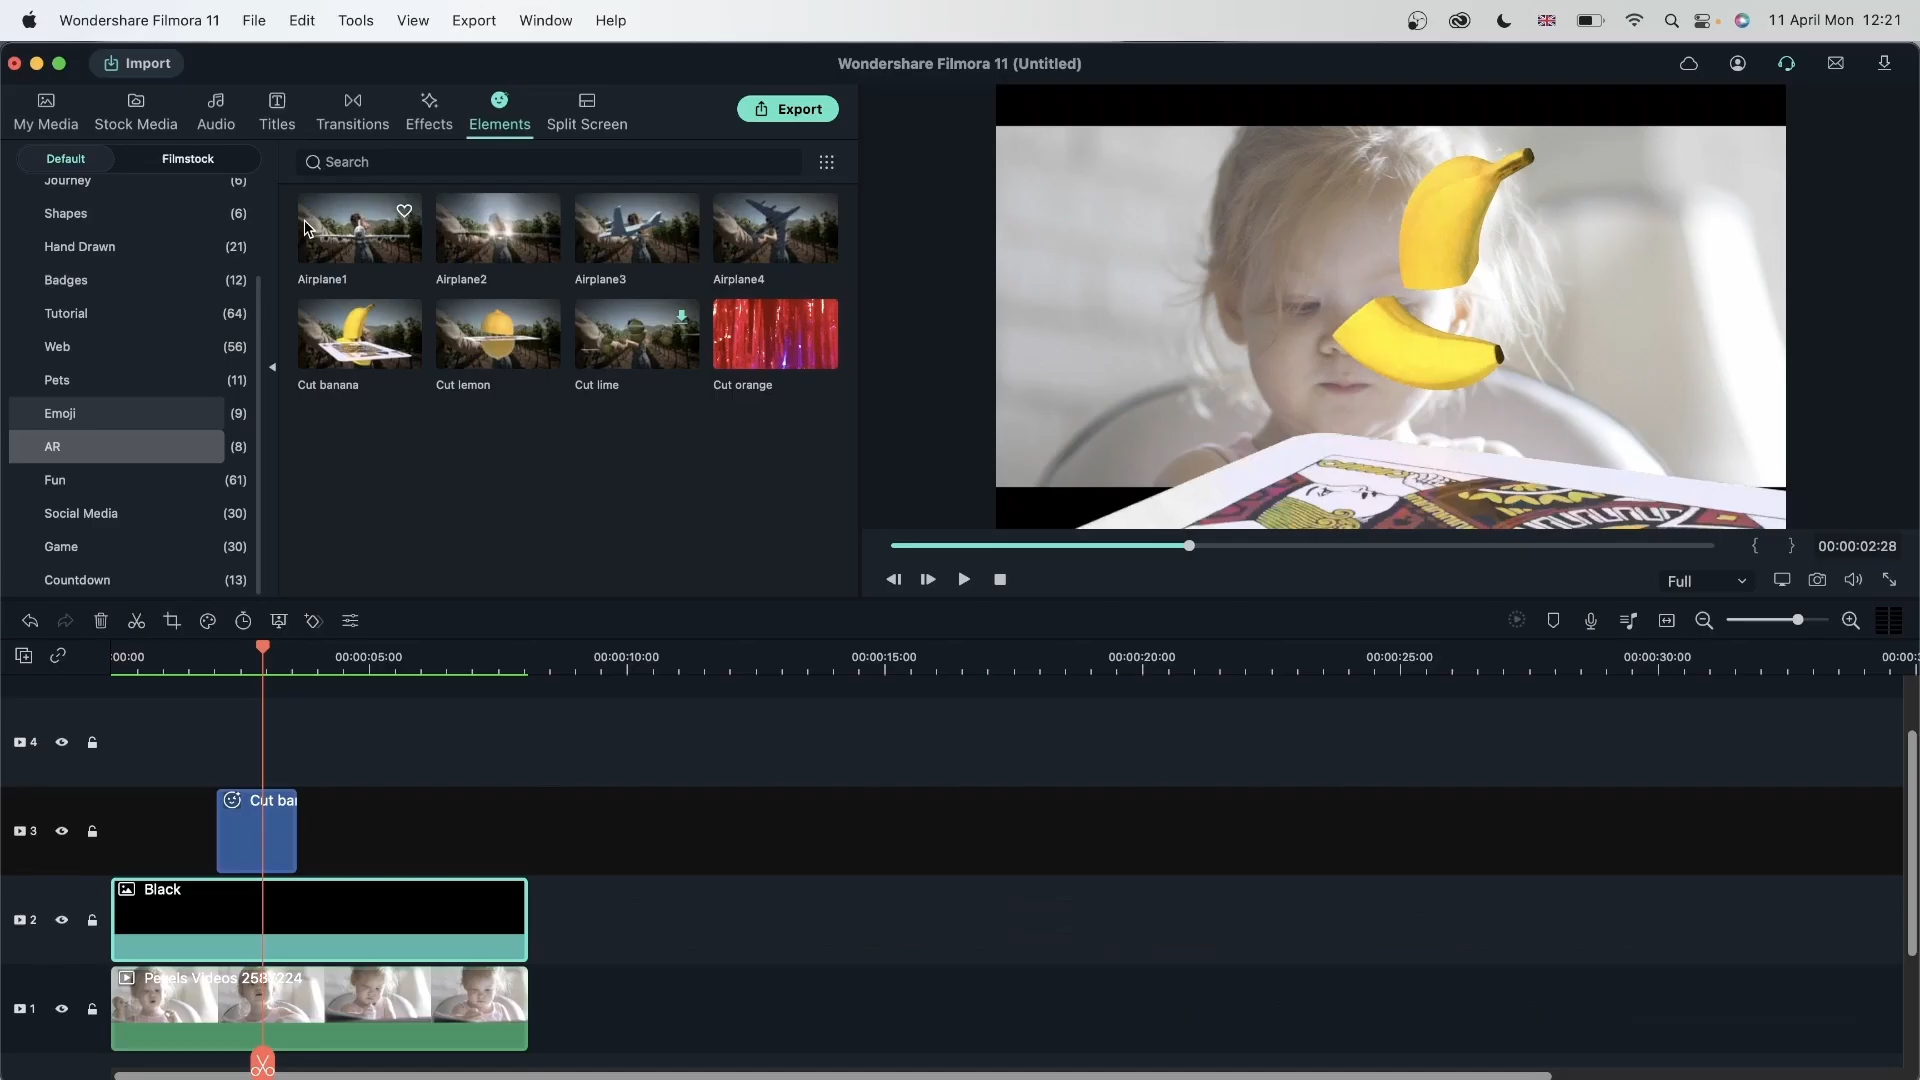 Wondershare Filmora 11 File Edit Tools View Export Window Help 11 April Mon 12:21
Import Wondershare Filmora 11 (Untitled)
My Media Stock Media Audio Titles Transitions Effects Elements Split Screen Export
Default Filmstock Search
Journey (6)
Shapes (6)
Hand Drawn (21)
Badges (12)
Tutorial (64)
Web (56)
Pets (11)
Emoji (9)
AR (8)
Fun (61)
Social Media (30)
Game (30)
Countdown (13)
Airplane1 Airplane2 Airplane3 Airplane4
Cut banana Cut lemon Cut lime Cut orange
{ } 00:00:02:28
Full
:00:00 00:00:05:00 00:00:10:00 00:00:15:00 00:00:20:00 00:00:25:00 00:00:30:00 00:00:
4
3 Cut bar
2 Black
1